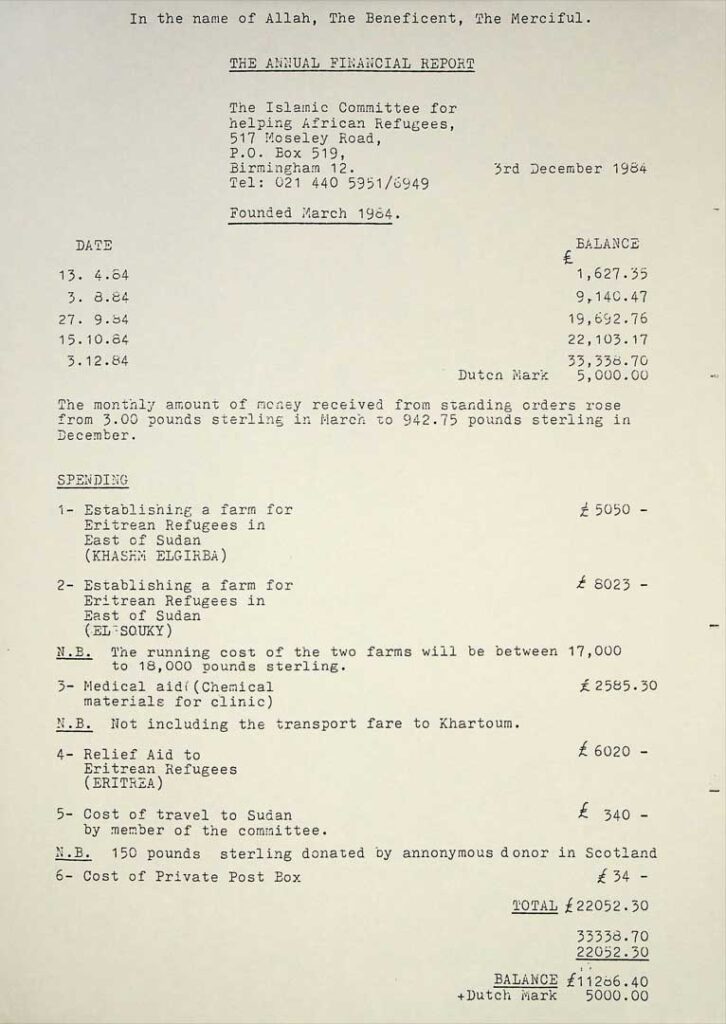 In the name of Allah, The Beneficent, The Merciful.
THE ANNUAL FINANCIAL REPORT
The Islamic Committee for
helping African Refugees,
517 Moseley Road,
P.O. Box 519,
Birmingham 12. 3rd December 1984
Tel: 021 440 5951/6949
Founded March 1984.
DATE BALANCE
£
13. 4.84 1,627.35
3. 8.84 9,140.47
27. 9.84 19,692.76
15.10.84 22,103.17
3.12.84 33,338.70
Dutch Mark 5,000.00
The monthly amount of money received from standing orders rose
from 3.00 pounds sterling in March to 942.75 pounds sterling in
December.
SPENDING
1- Establishing a farm for £ 5050 -
Eritrean Refugees in
East of Sudan
(KHASHM ELGIRBA)
2- Establishing a farm for £ 8023 -
Eritrean Refugees in
East of Sudan
(EL-SOUKY)
N.B. The running cost of the two farms will be between 17,000
to 18,000 pounds sterling.
3- Medical aid (Chemical £ 2585.30
materials for clinic)
N.B. Not including the transport fare to Khartoum.
4- Relief Aid to £ 6020 -
Eritrean Refugees
(ERITREA)
5- Cost of travel to Sudan £ 340 -
by member of the committee.
N.B. 150 pounds sterling donated by annonymous donor in Scotland
6- Cost of Private Post Box £ 34 -
TOTAL £22052.30
33338.70
22052.30
BALANCE £11286.40
+Dutch Mark 5000.00